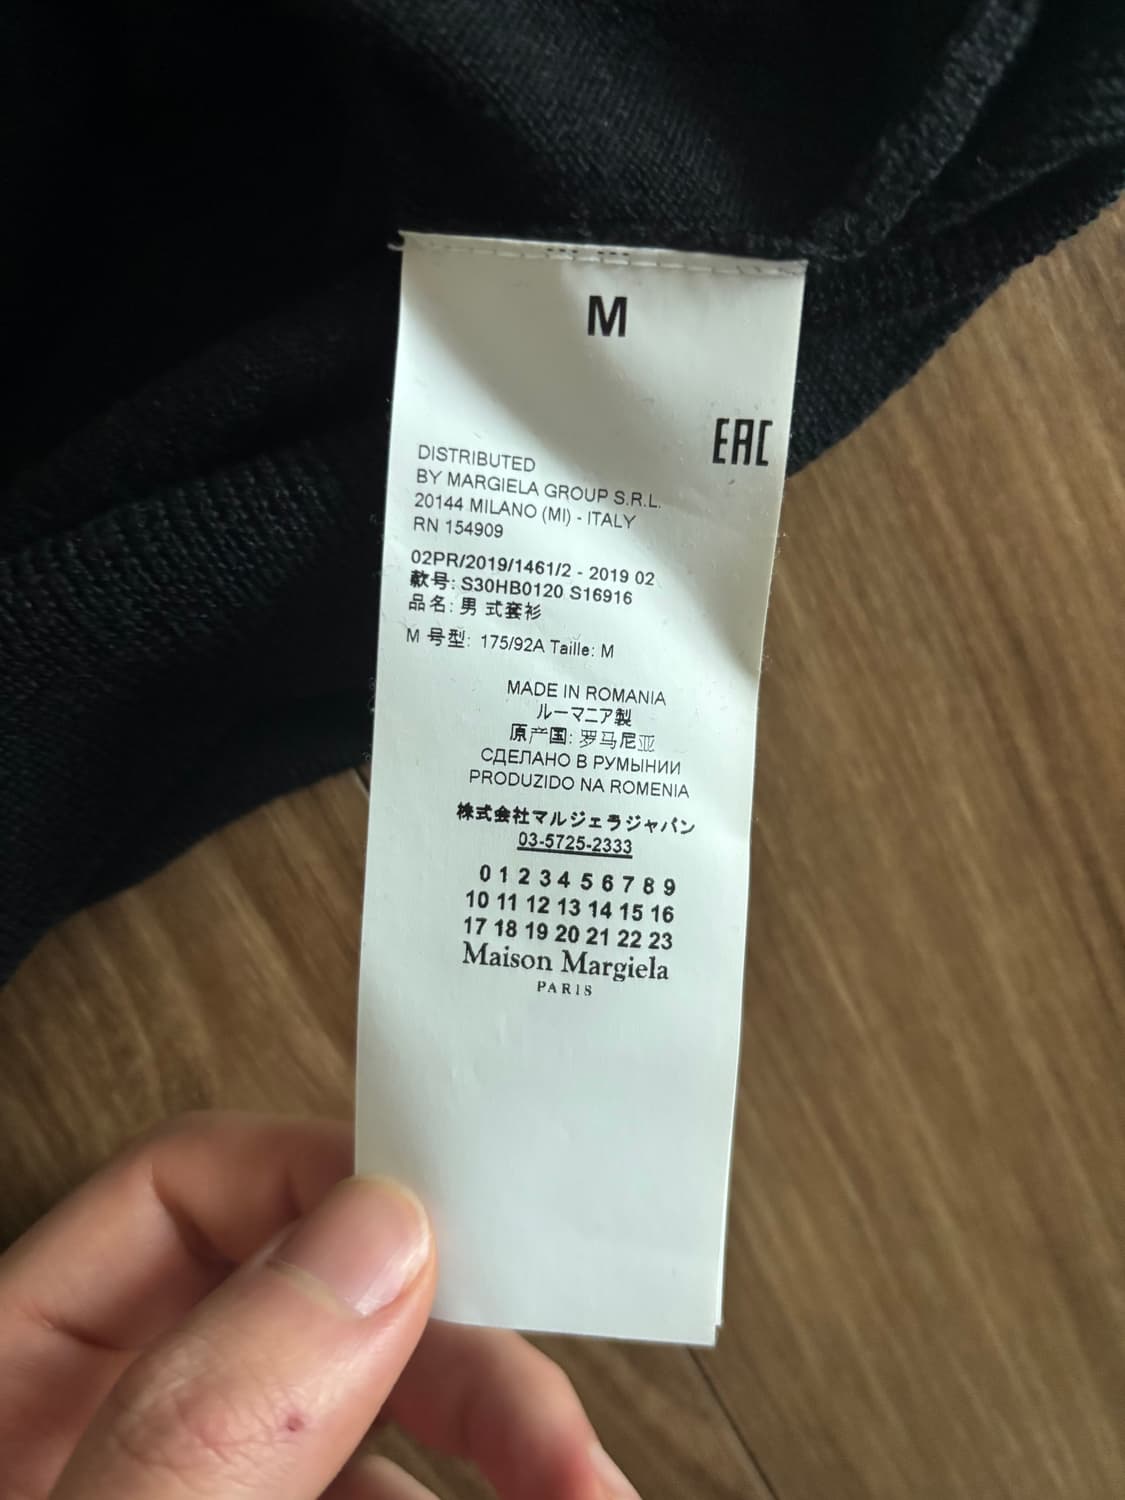 M
EAC
DISTRIBUTED
BY MARGIELA GROUP S.R.L.
20144 MILANO (MI) - ITALY
RN 154909
02PR/2019/1461/2 - 2019 02
款号: S30HB0120 S16916
品名: 男 式套衫
M 号型: 175/92A Taille: M
MADE IN ROMANIA
ルーマニア製
原产国: 罗马尼亚
СДЕЛАНО В РУМЫНИИ
PRODUZIDO NA ROMENIA
株式会社マルジェラジャパン
03-5725-2333
0 1 2 3 4 5 6 7 8 9
10 11 12 13 14 15 16
17 18 19 20 21 22 23
Maison Margiela
PARIS